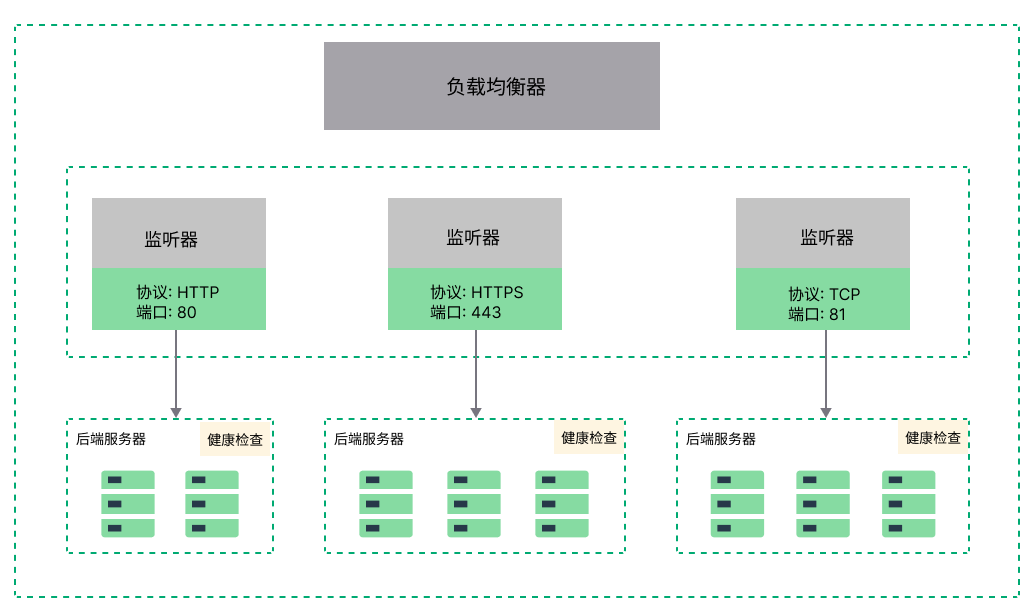 负载均衡器
监听器
协议: HTTP
端口: 80
监听器
协议: HTTPS
端口: 443
监听器
协议: TCP
端口: 81
后端服务器
健康检查
后端服务器
健康检查
后端服务器
健康检查